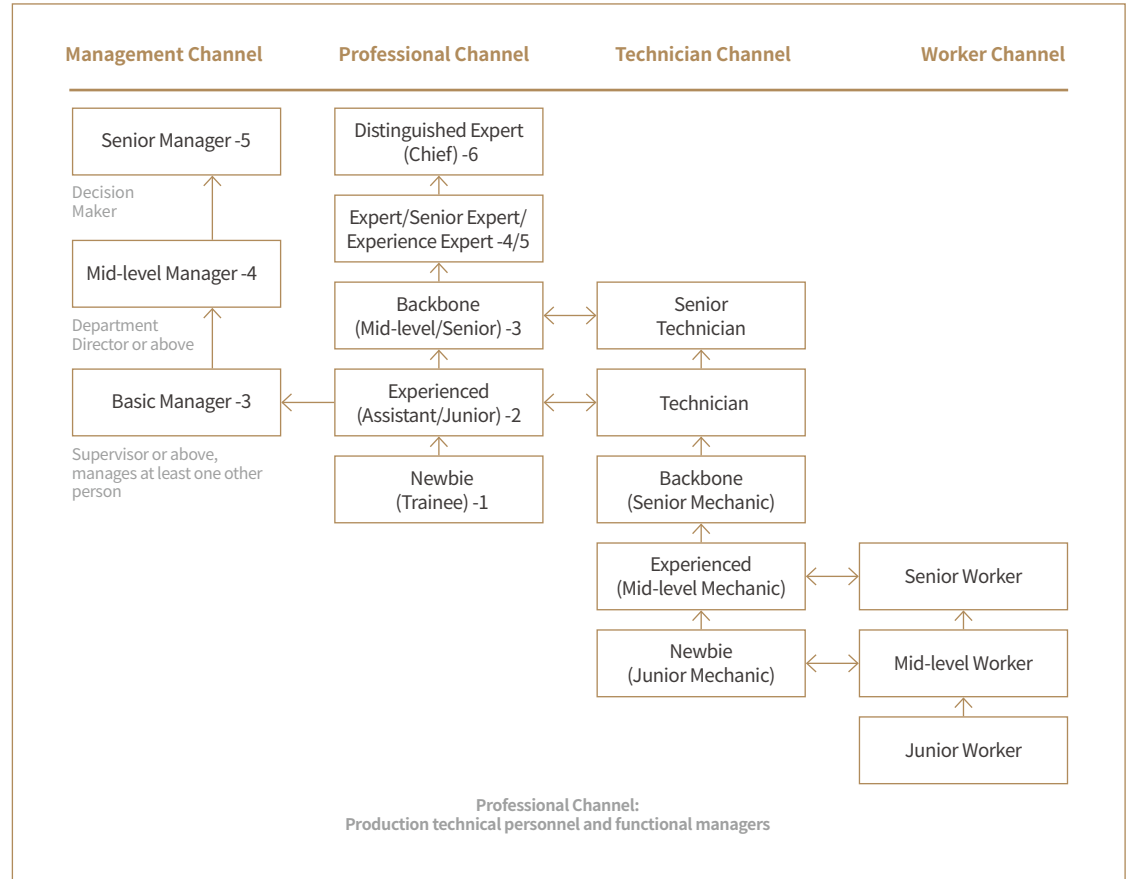 Management Channel
Professional Channel
Technician Channel
Worker Channel
Senior Manager -5
Decision
Maker
Mid-level Manager -4
Department
Director or above
Basic Manager -3
Supervisor or above,
manages at least one other
person
Distinguished Expert
(Chief) -6
Expert/Senior Expert/
Experience Expert -4/5
Backbone
(Mid-level/Senior) -3
Experienced
(Assistant/Junior) -2
Newbie
(Trainee) -1
Senior
Technician
Technician
Backbone
(Senior Mechanic)
Experienced
(Mid-level Mechanic)
Newbie
(Junior Mechanic)
Senior Worker
Mid-level Worker
Junior Worker
Professional Channel:
Production technical personnel and functional managers